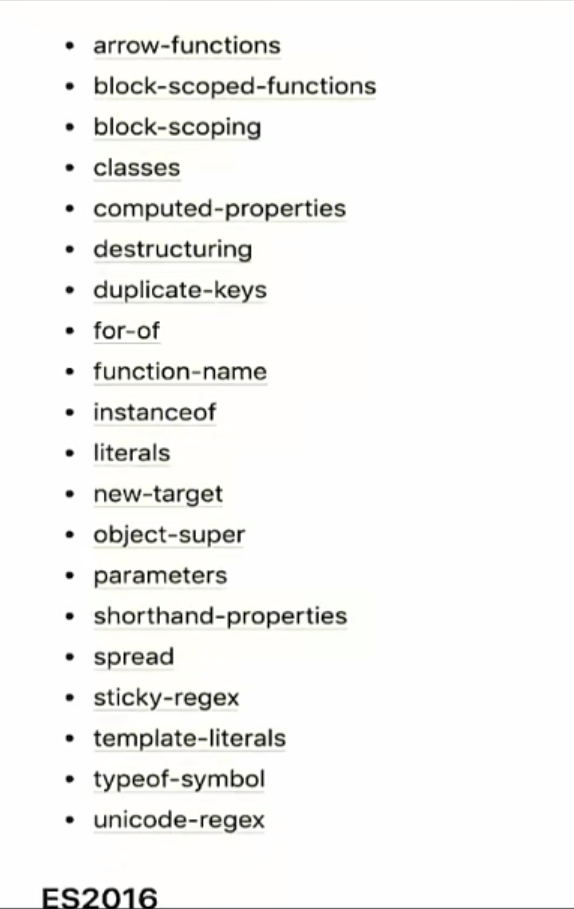 • arrow-functions
• block-scoped-functions
• block-scoping
• classes
• computed-properties
• destructuring
• duplicate-keys
• for-of
• function-name
• instanceof
• literals
• new-target
• object-super
• parameters
• shorthand-properties
• spread
• sticky-regex
• template-literals
• typeof-symbol
• unicode-regex
ES2016